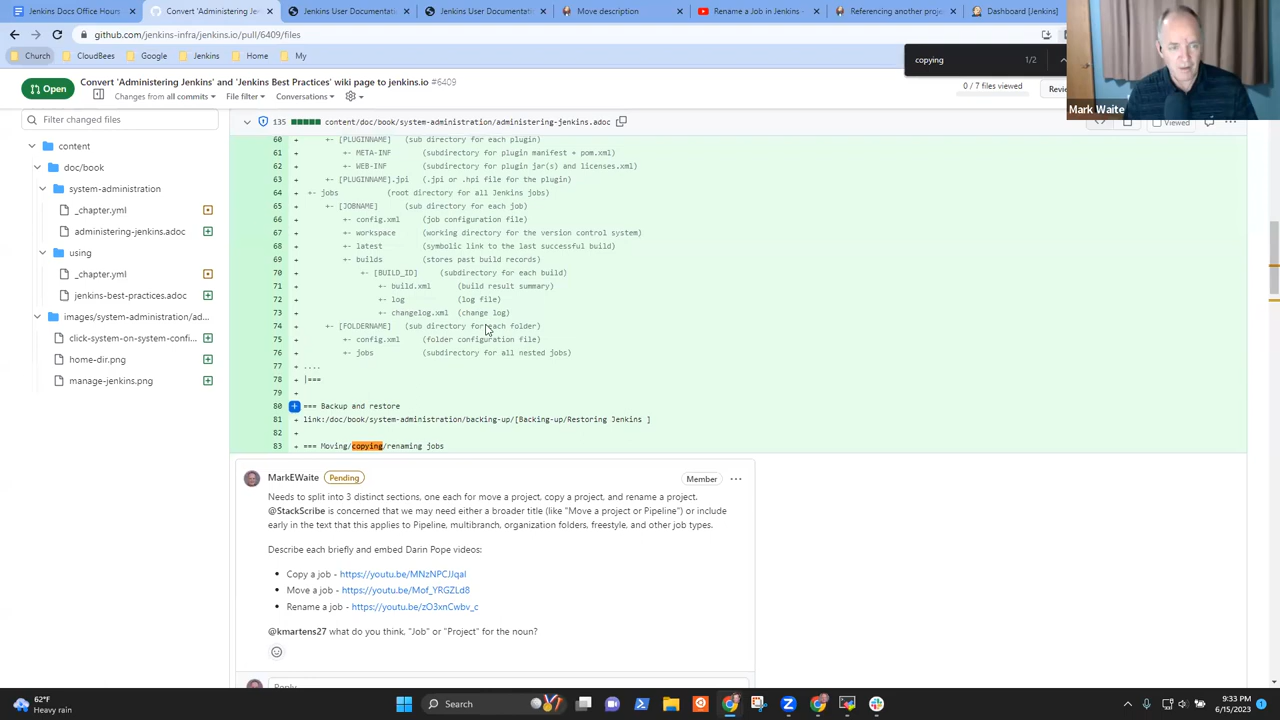 Jenkins Docs Office Hours
Convert 'Administering Jen
Jenkins User Documentati
Jenkins User Documentati
Move description
Rename a Job in Jenkins
Referencing another proj
Dashboard [Jenkins]
github.com/jenkins-infra/jenkins.io/pull/6409/files
Church
CloudBees
Google
Jenkins
Home
My
copying
1/2
Mark Waite
Open
Convert 'Administering Jenkins' and 'Jenkins Best Practices' wiki page to jenkins.io #6409
Changes from all commits
File filter
Conversations
0 / 7 files viewed
Filter changed files
content
doc/book
system-administration
_chapter.yml
administering-jenkins.adoc
using
_chapter.yml
jenkins-best-practices.adoc
images/system-administration/ad...
click-system-on-system-confi...
home-dir.png
manage-jenkins.png
135 content/doc/book/system-administration/administering-jenkins.adoc
Viewed
60 + +- [PLUGINNAME] (sub directory for each plugin)
61 + +- META-INF (subdirectory for plugin manifest + pom.xml)
62 + +- WEB-INF (subdirectory for plugin jar(s) and licenses.xml)
63 + +- [PLUGINNAME].jpi (.jpi or .hpi file for the plugin)
64 + +- jobs (root directory for all Jenkins jobs)
65 + +- [JOBNAME] (sub directory for each job)
66 + +- config.xml (job configuration file)
67 + +- workspace (working directory for the version control system)
68 + +- latest (symbolic link to the last successful build)
69 + +- builds (stores past build records)
70 + +- [BUILD_ID] (subdirectory for each build)
71 + +- build.xml (build result summary)
72 + +- log (log file)
73 + +- changelog.xml (change log)
74 + +- [FOLDERNAME] (sub directory for each folder)
75 + +- config.xml (folder configuration file)
76 + +- jobs (subdirectory for all nested jobs)
77 + ....
78 + |===
79 +
80 + === Backup and restore
81 + link:/doc/book/system-administration/backing-up/[Backing-up/Restoring Jenkins ]
82 +
83 + === Moving/copying/renaming jobs
MarkEWaite
Pending
Member
Needs to split into 3 distinct sections, one each for move a project, copy a project, and rename a project.
@StackScribe is concerned that we may need either a broader title (like "Move a project or Pipeline") or include
early in the text that this applies to Pipeline, multibranch, organization folders, freestyle, and other job types.
Describe each briefly and embed Darin Pope videos:
• Copy a job - https://youtu.be/MNzNPCJJqaI
• Move a job - https://youtu.be/Mof_YRGZLd8
• Rename a job - https://youtu.be/zO3xnCwbv_c
@kmartens27 what do you think, "Job" or "Project" for the noun?
62°F
Heavy rain
Search
9:33 PM
6/15/2023